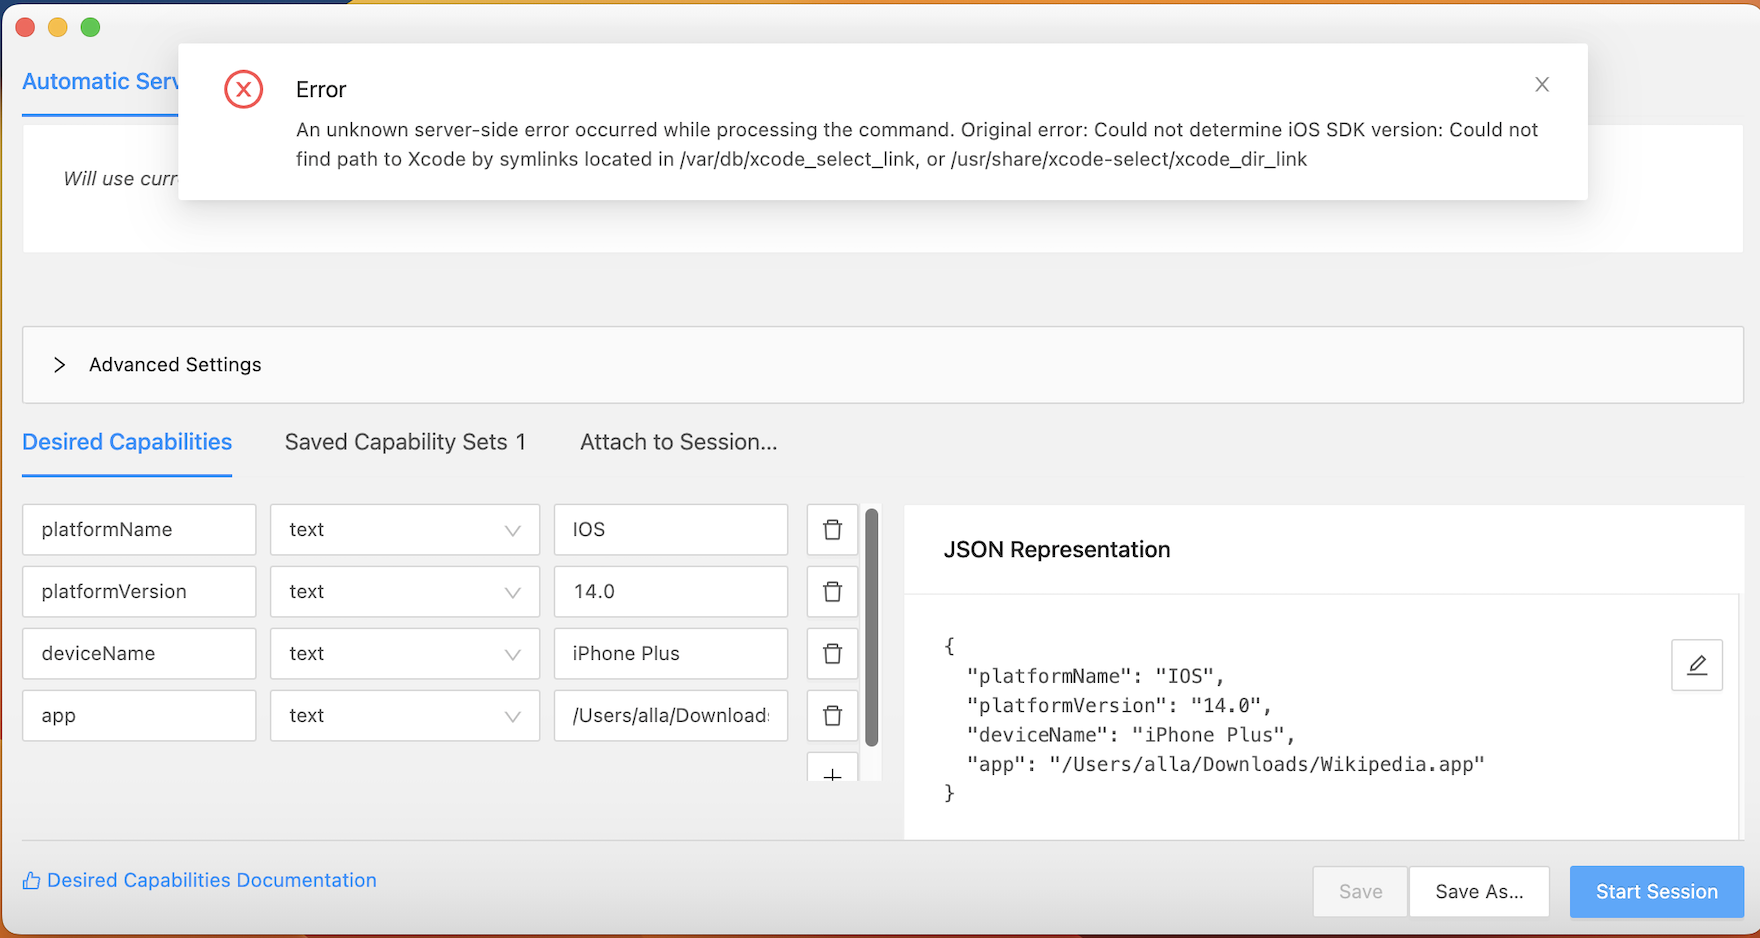 Automatic Serv
Error
An unknown server-side error occurred while processing the command. Original error: Could not determine iOS SDK version: Could not
find path to Xcode by symlinks located in /var/db/xcode_select_link, or /usr/share/xcode-select/xcode_dir_link
Will use curr
Advanced Settings
Desired Capabilities Saved Capability Sets 1 Attach to Session...
platformName text IOS
platformVersion text 14.0
deviceName text iPhone Plus
app text /Users/alla/Downloads
JSON Representation
{
"platformName": "IOS",
"platformVersion": "14.0",
"deviceName": "iPhone Plus",
"app": "/Users/alla/Downloads/Wikipedia.app"
}
Desired Capabilities Documentation
Save Save As... Start Session